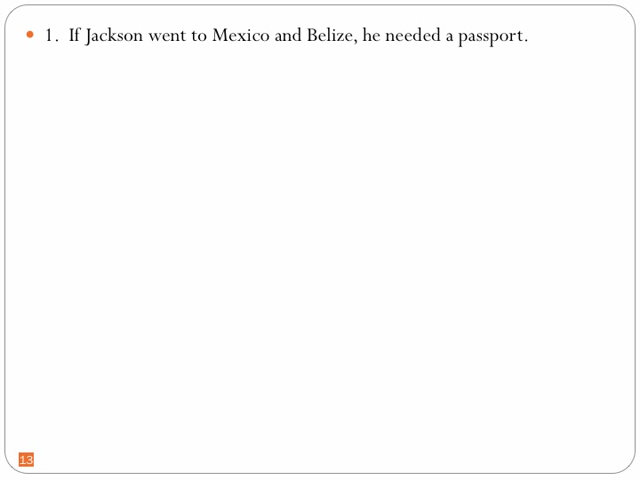 • 1. If Jackson went to Mexico and Belize, he needed a passport.
13